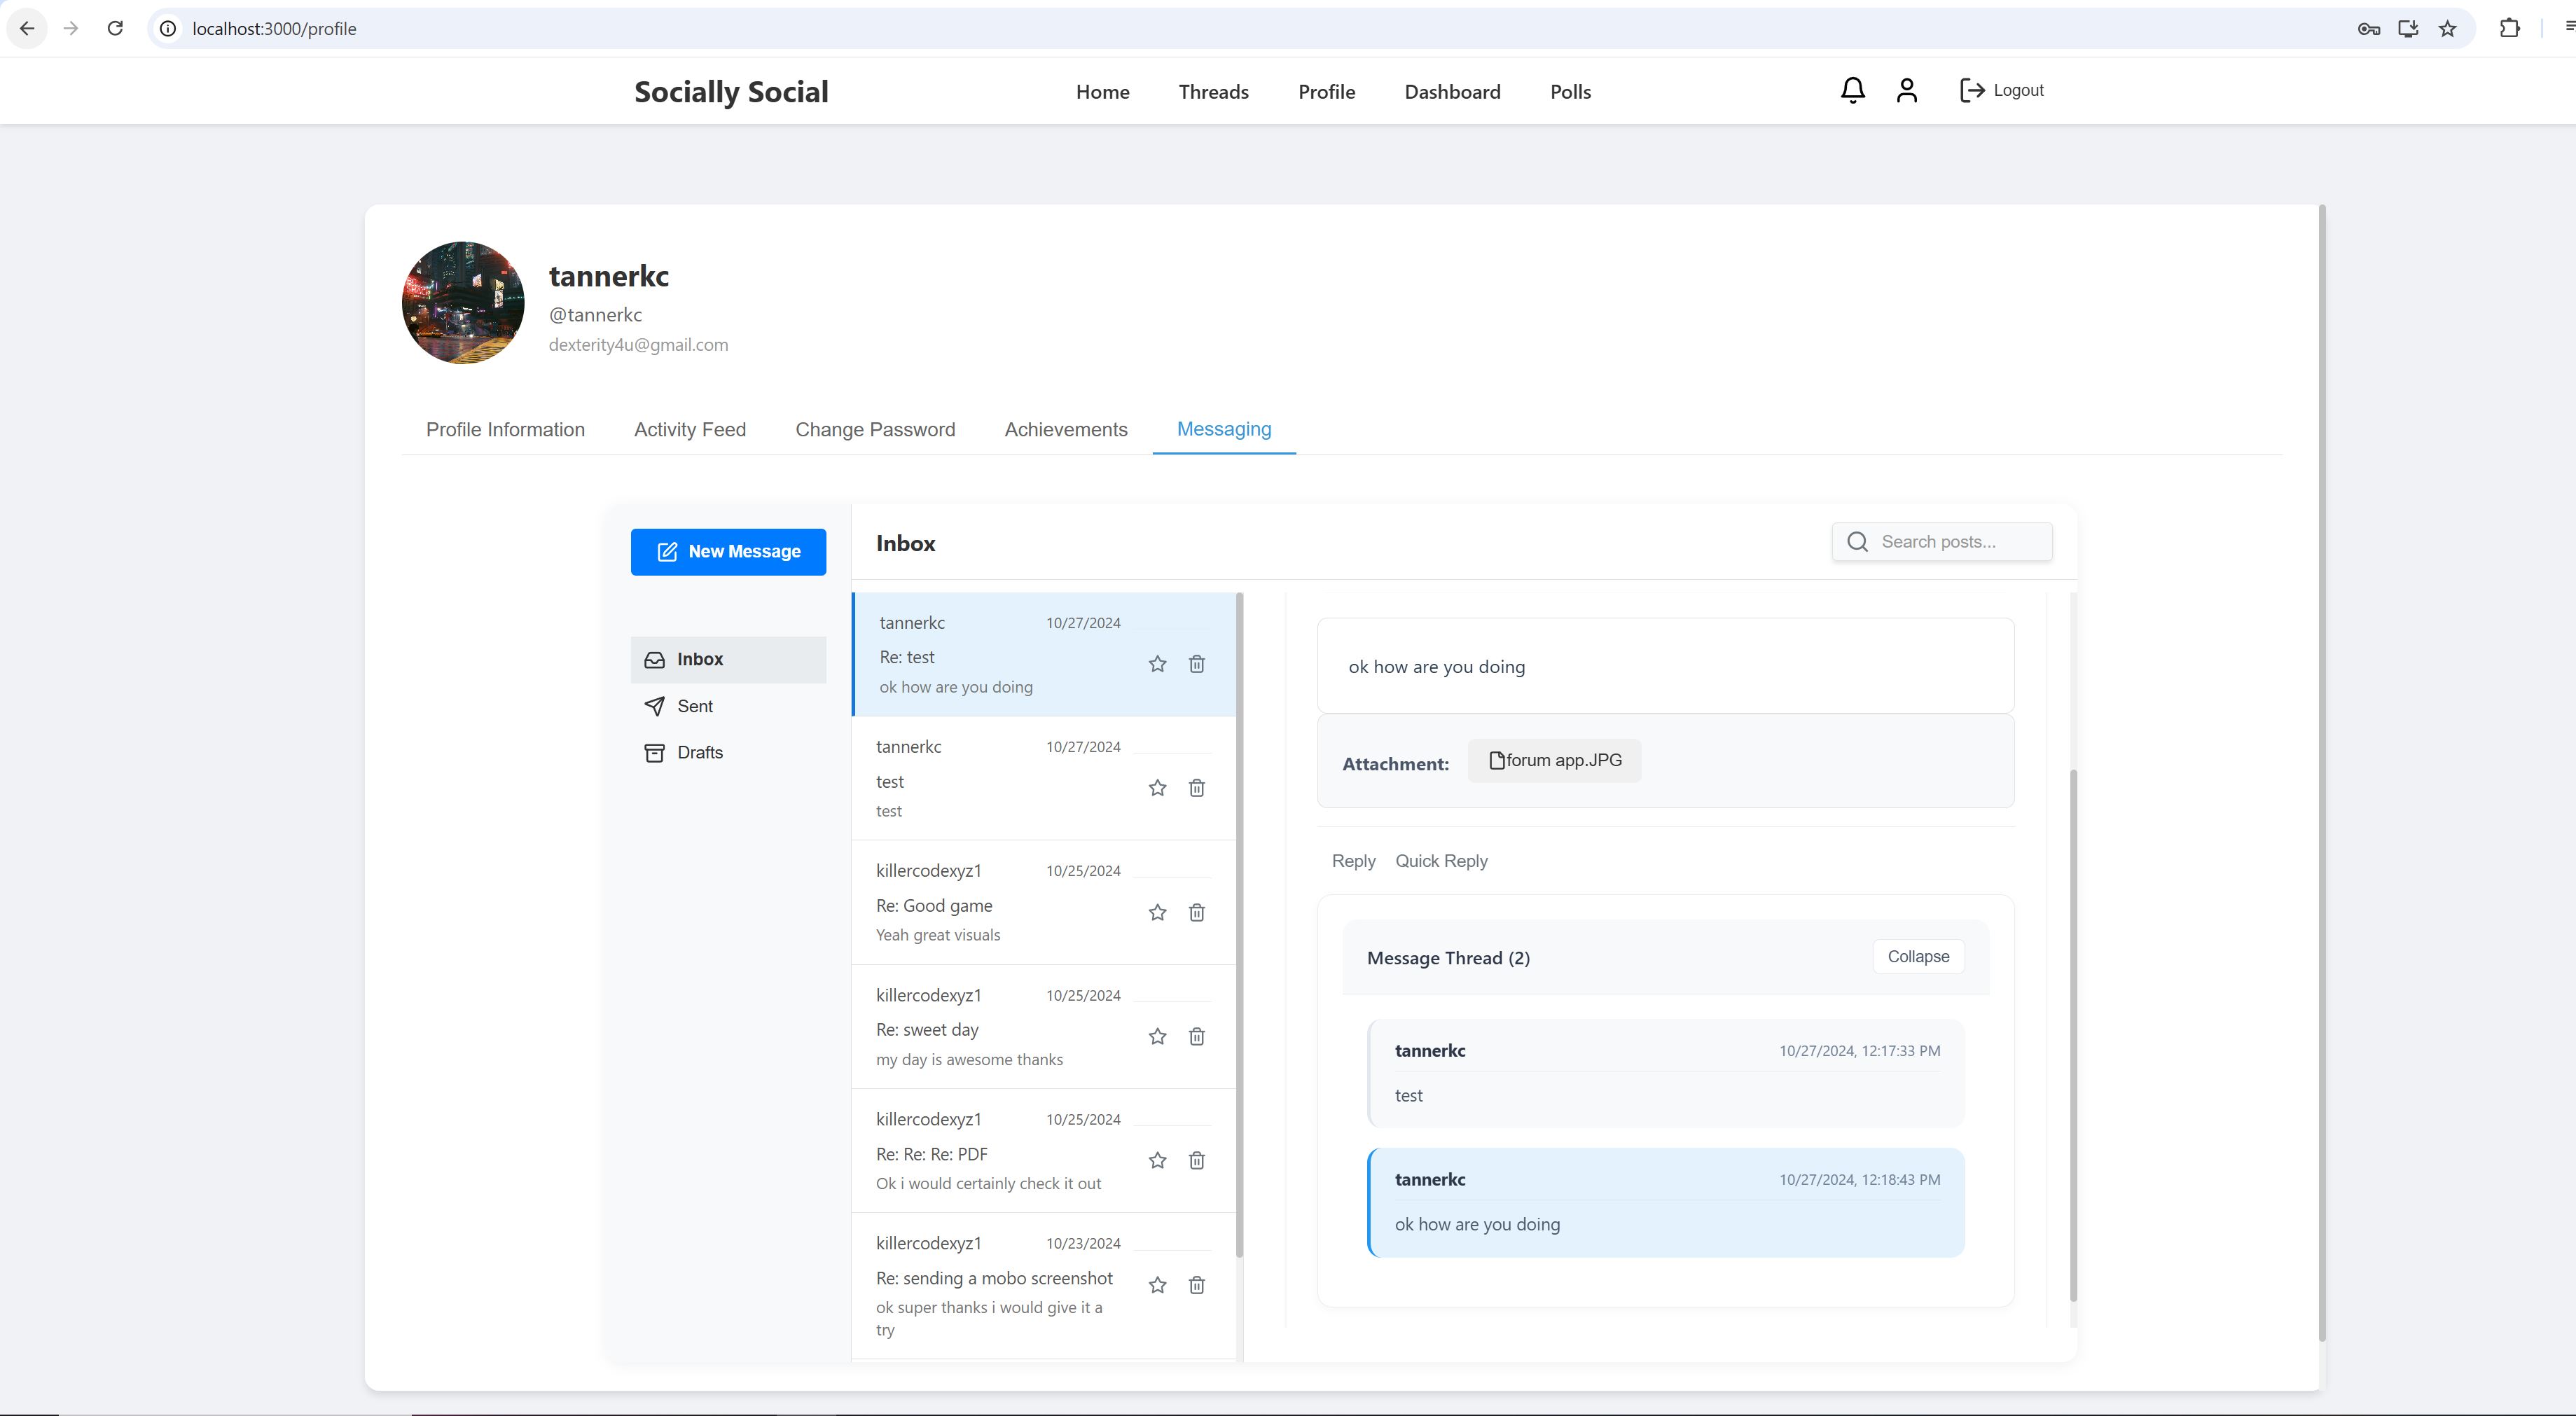 localhost:3000/profile
Socially Social
Home Threads Profile Dashboard Polls
Logout
tannerkc
@tannerkc
dexterity4u@gmail.com
Profile Information Activity Feed Change Password Achievements Messaging
New Message
Inbox
Sent
Drafts
Inbox
Search posts...
tannerkc 10/27/2024
Re: test
ok how are you doing
tannerkc 10/27/2024
test
test
killercodexyz1 10/25/2024
Re: Good game
Yeah great visuals
killercodexyz1 10/25/2024
Re: sweet day
my day is awesome thanks
killercodexyz1 10/25/2024
Re: Re: Re: PDF
Ok i would certainly check it out
killercodexyz1 10/23/2024
Re: sending a mobo screenshot
ok super thanks i would give it a
try
ok how are you doing
Attachment: forum app.JPG
Reply Quick Reply
Message Thread (2) Collapse
tannerkc 10/27/2024, 12:17:33 PM
test
tannerkc 10/27/2024, 12:18:43 PM
ok how are you doing